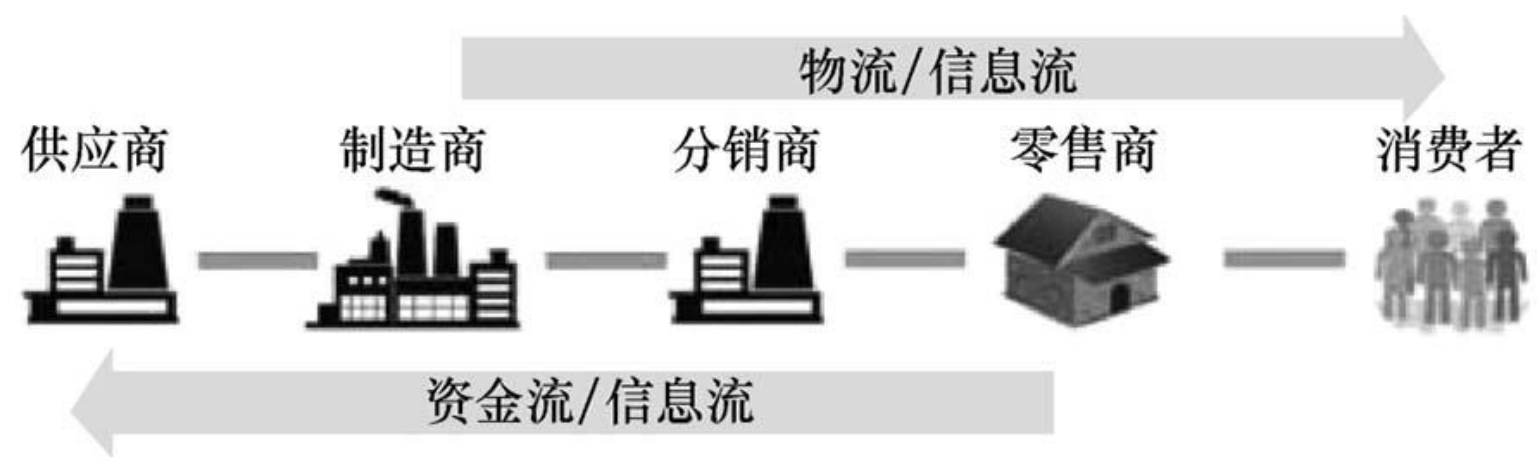 物流/信息流
供应商 制造商 分销商 零售商 消费者
资金流/信息流